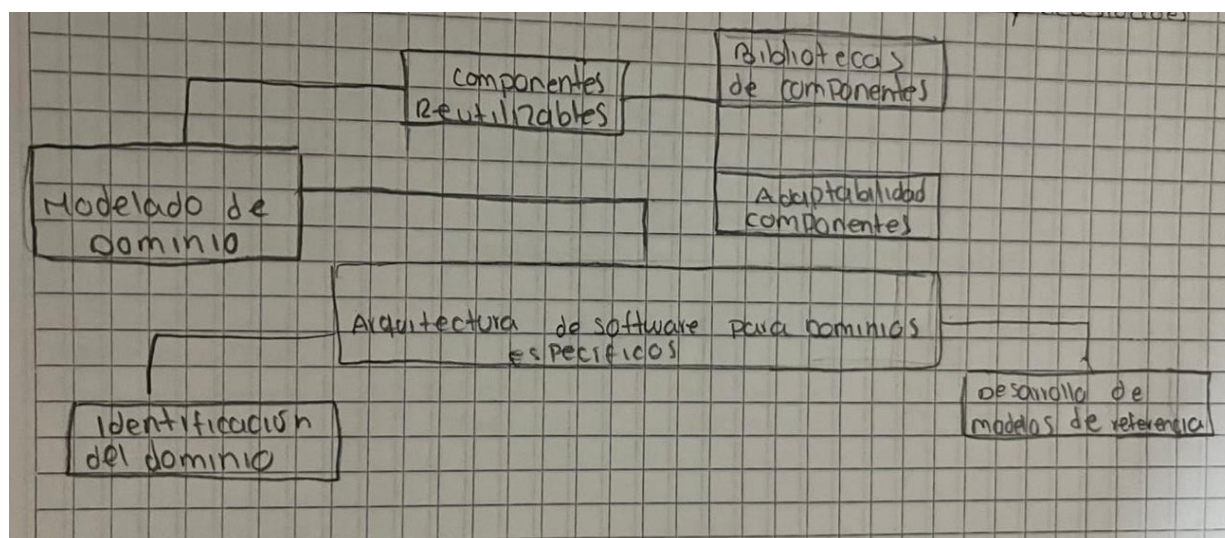 Bibliotecas
de componentes
componentes
Reutilizables
Modelado de
Dominio
Adaptabilidad
componentes
Arquitectura de software para dominios
especificos
Identificación
del dominio
Desarrollo de
modelos de referencia